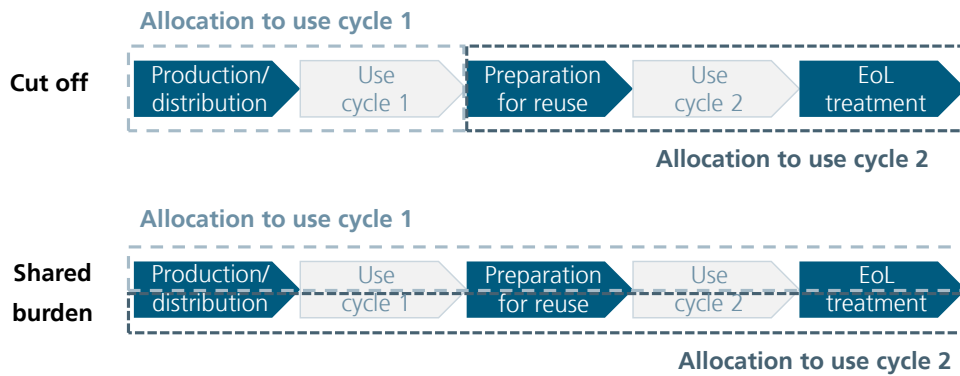 Allocation to use cycle 1
Cut off
Production/
distribution
Use
cycle 1
Preparation
for reuse
Use
cycle 2
EoL
treatment
Allocation to use cycle 2
Allocation to use cycle 1
Shared
burden
Production/
distribution
Use
cycle 1
Preparation
for reuse
Use
cycle 2
EoL
treatment
Allocation to use cycle 2